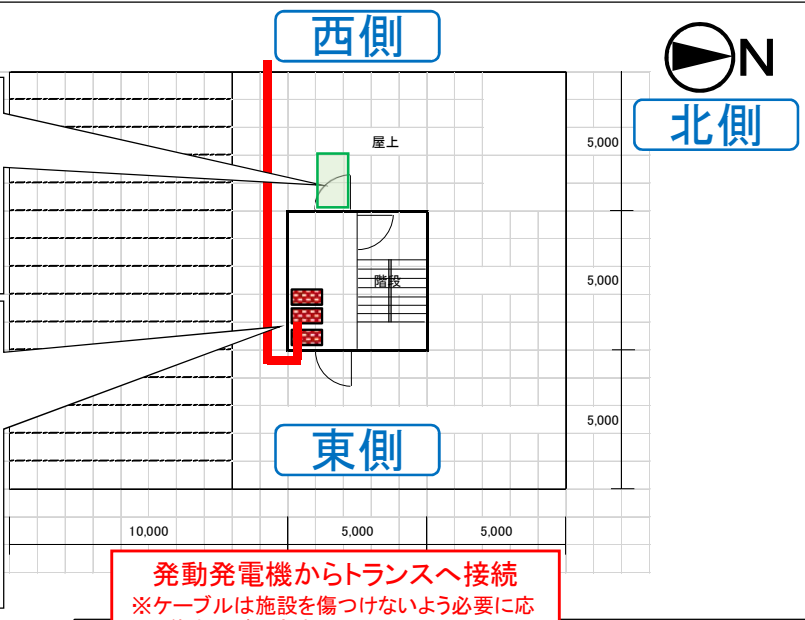 西側
N
北側
屋上
5,000
階段
5,000
5,000
東側
10,000
5,000
5,000
発動発電機からトランスへ接続
※ケーブルは施設を傷つけないよう必要に応